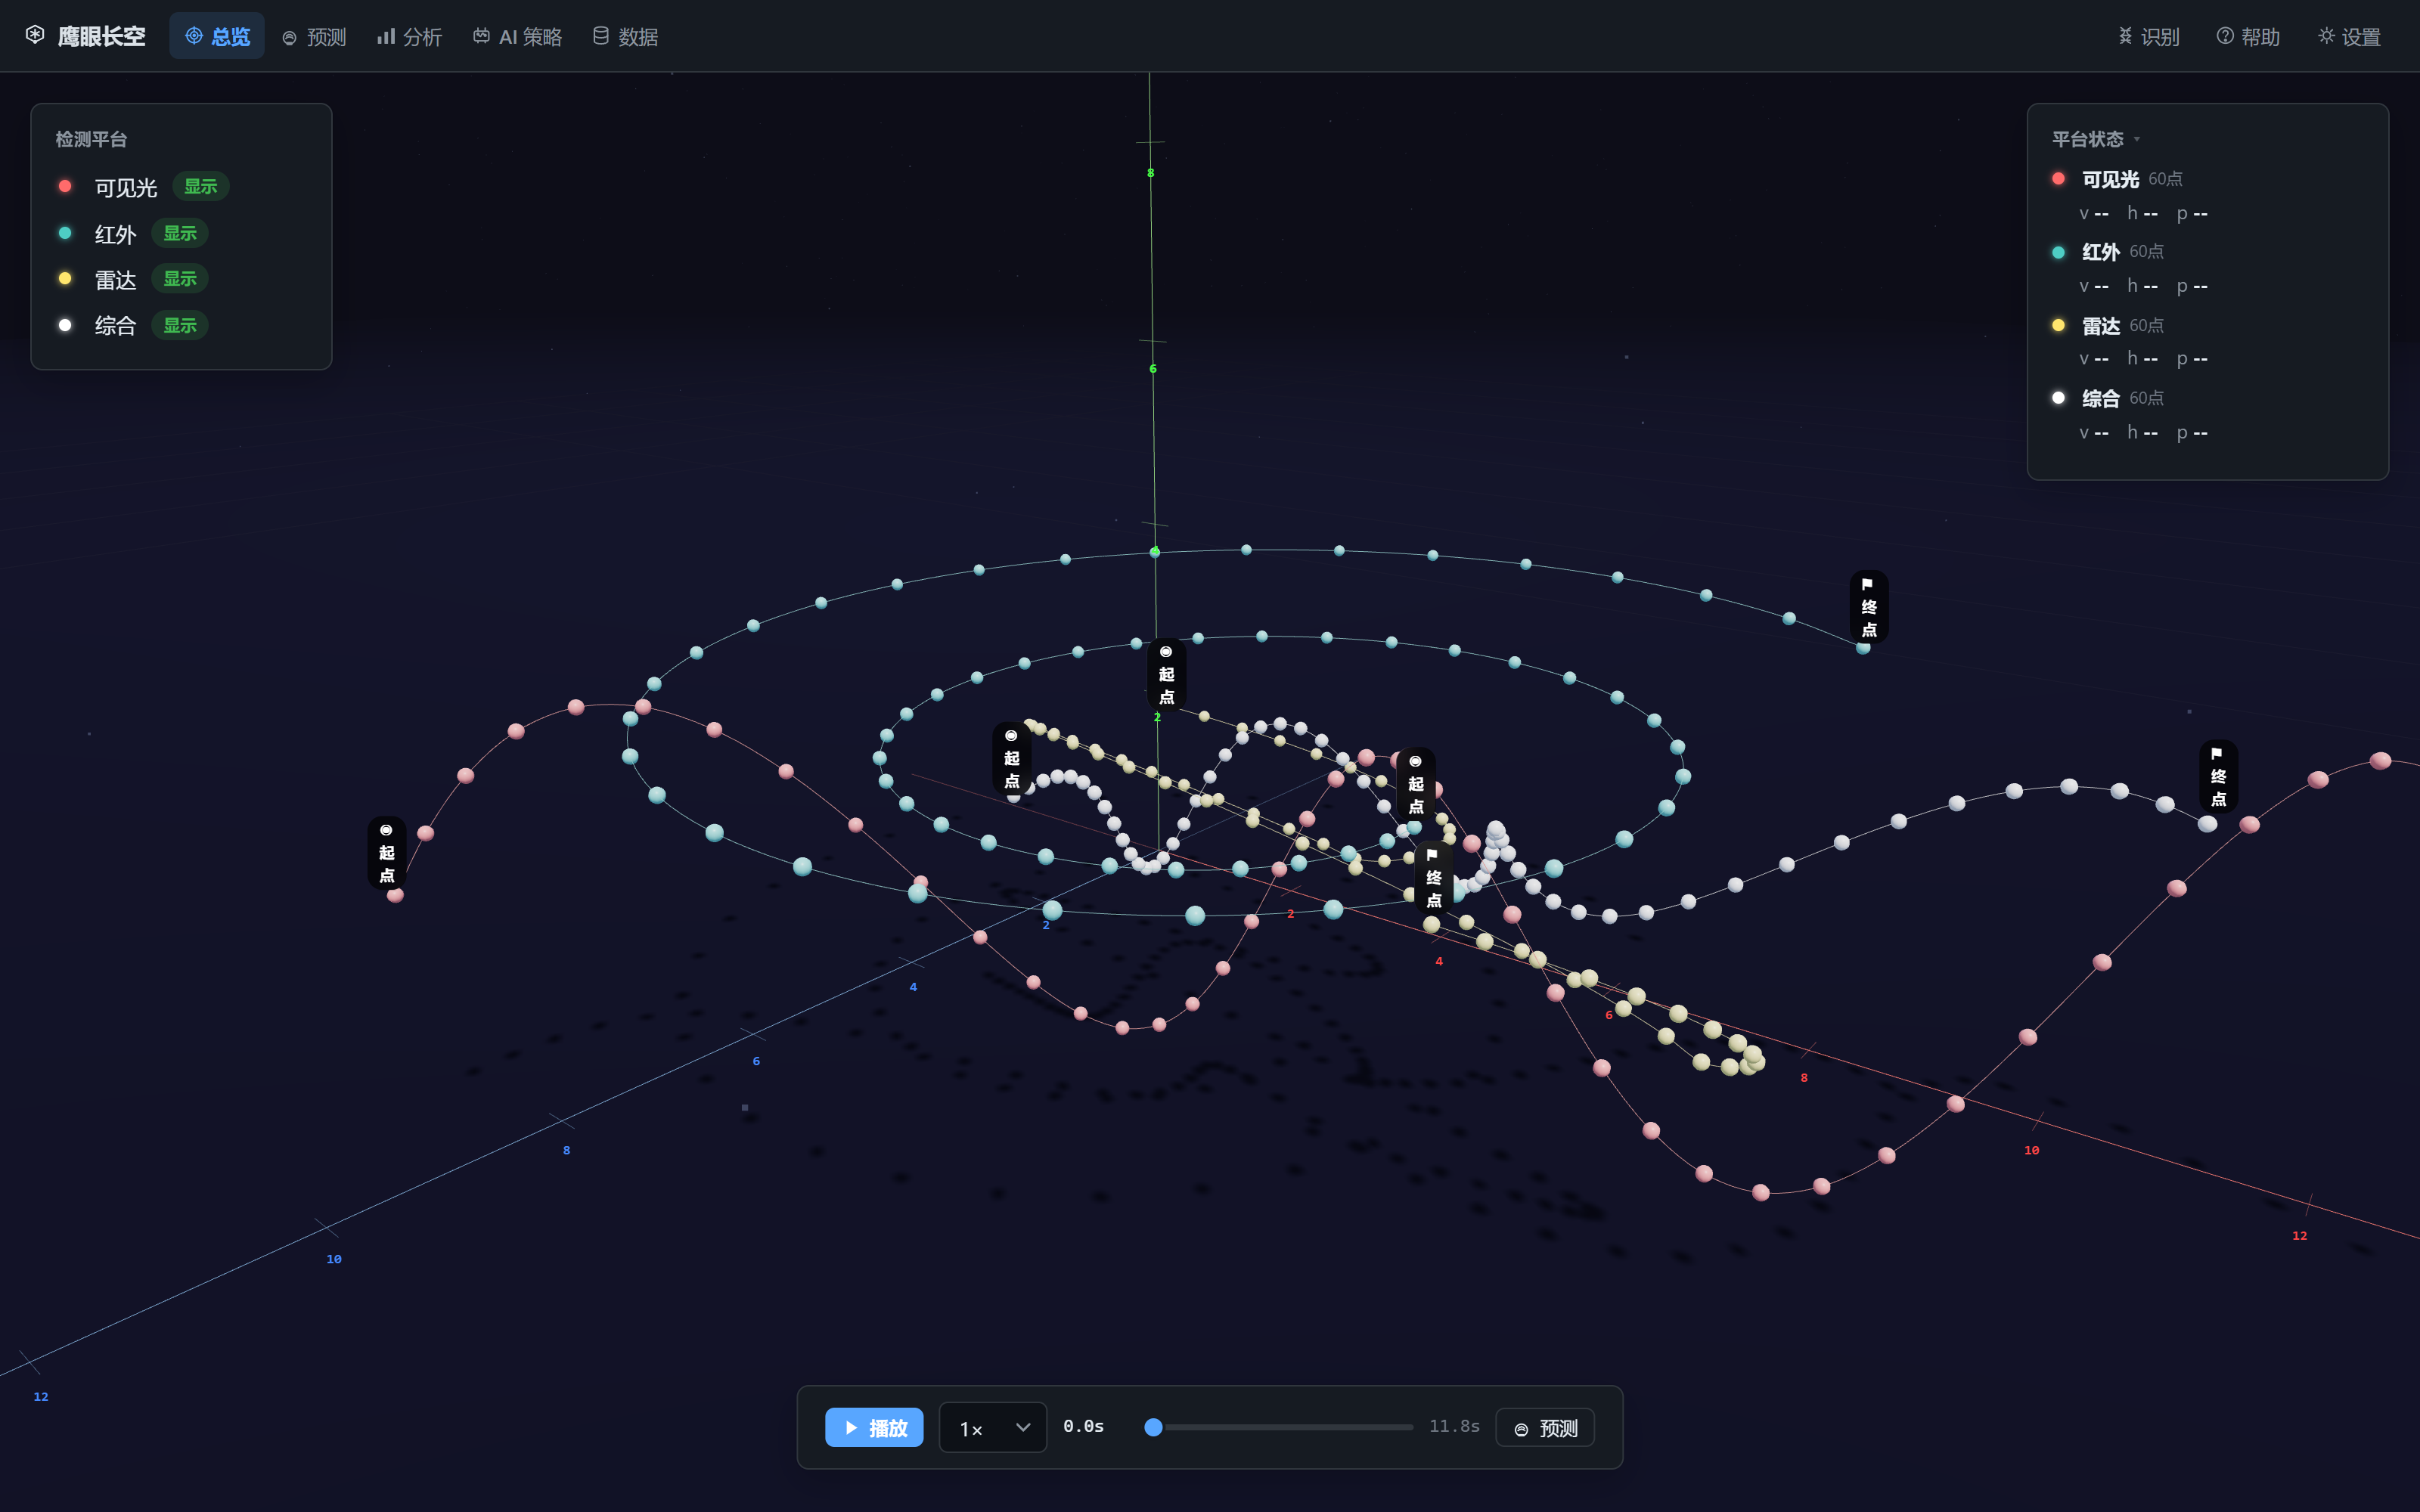 鹰眼长空 总览 预测 分析 AI 策略 数据 识别 帮助 设置
检测平台
可见光 显示
红外 显示
雷达 显示
综合 显示
平台状态
可见光 60点
v -- h -- p --
红外 60点
v -- h -- p --
雷达 60点
v -- h -- p --
综合 60点
v -- h -- p --
8
6
4
2
起点
起点
起点
起点
终点
终点
终点
2
4
6
8
10
12
2
4
6
8
10
12
播放 1× 0.0s 11.8s 预测